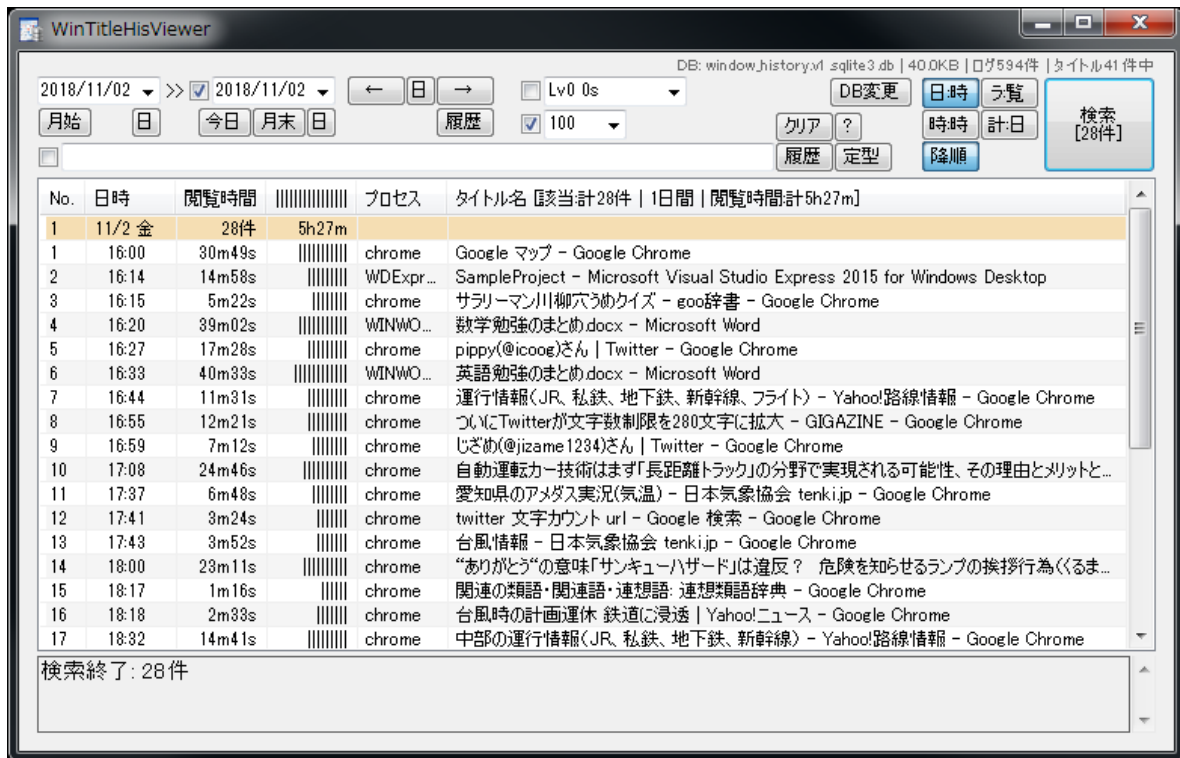 WinTitleHisViewer
DB: window_history.v1.sqlite3.db | 40.0KB | ログ594件 | タイトル41件中
2018/11/02 >> 2018/11/02 ← 日 → Lv0 0s DB変更 日:時 ラ:覧 検索
月始 日 今日 月末 日 履歴 100 クリア ? 時:時 計:日 [28件]
履歴 定型 降順
No. 日時 閲覧時間 ||||||||||||||| プロセス タイトル名 [該当:計28件 | 1日間 | 閲覧時間:計5h27m]
1 11/2 金 28件 5h27m
1 16:00 30m49s |||||||||| chrome Google マップ - Google Chrome
2 16:14 14m58s |||||||| WDExpr... SampleProject - Microsoft Visual Studio Express 2015 for Windows Desktop
3 16:15 5m22s ||||||| chrome サラリーマン川柳穴うめクイズ - goo辞書 - Google Chrome
4 16:20 39m02s |||||||||| WINWO... 数学勉強のまとめ.docx - Microsoft Word
5 16:27 17m28s |||||||| chrome pippy(@icoog)さん | Twitter - Google Chrome
6 16:33 40m33s ||||||||||| WINWO... 英語勉強のまとめ.docx - Microsoft Word
7 16:44 11m31s |||||||| chrome 運行情報(JR、私鉄、地下鉄、新幹線、フライト) - Yahoo!路線情報 - Google Chrome
8 16:55 12m21s |||||||| chrome ついにTwitterが文字数制限を280文字に拡大 - GIGAZINE - Google Chrome
9 16:59 7m12s ||||||| chrome じざめ(@jizame1234)さん | Twitter - Google Chrome
10 17:08 24m46s ||||||||| chrome 自動運転カー技術はまず「長距離トラック」の分野で実現される可能性、その理由とメリットと...
11 17:37 6m48s ||||||| chrome 愛知県のアメダス実況(気温) - 日本気象協会 tenki.jp - Google Chrome
12 17:41 3m24s ||||||| chrome twitter 文字カウント url - Google 検索 - Google Chrome
13 17:43 3m52s ||||||| chrome 台風情報 - 日本気象協会 tenki.jp - Google Chrome
14 18:00 23m11s ||||||||| chrome “ありがとう“の意味「サンキューハザード」は違反？ 危険を知らせるランプの挨拶行為(くるま...
15 18:17 1m16s |||||| chrome 関連の類語・関連語・連想語: 連想類語辞典 - Google Chrome
16 18:18 2m33s |||||| chrome 台風時の計画運休 鉄道に浸透 | Yahoo!ニュース - Google Chrome
17 18:32 14m41s |||||||| chrome 中部の運行情報(JR、私鉄、地下鉄、新幹線) - Yahoo!路線情報 - Google Chrome
検索終了: 28件